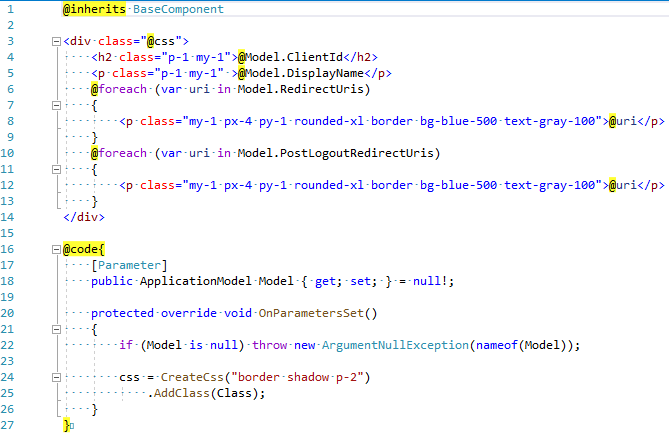 1 @inherits BaseComponent
2
3 <div class="@css">
4     <h2 class="p-1 my-1">@Model.ClientId</h2>
5     <p class="p-1 my-1" >@Model.DisplayName</p>
6     @foreach (var uri in Model.RedirectUris)
7     {
8         <p class="my-1 px-4 py-1 rounded-xl border bg-blue-500 text-gray-100">@uri</p>
9     }
10     @foreach (var uri in Model.PostLogoutRedirectUris)
11     {
12         <p class="my-1 px-4 py-1 rounded-xl border bg-blue-500 text-gray-100">@uri</p>
13     }
14 </div>
15
16 @code{
17     [Parameter]
18     public ApplicationModel Model { get; set; } = null!;
19
20     protected override void OnParametersSet()
21     {
22         if (Model is null) throw new ArgumentNullException(nameof(Model));
23
24         css = CreateCss("border shadow p-2")
25             .AddClass(Class);
26     }
27 }